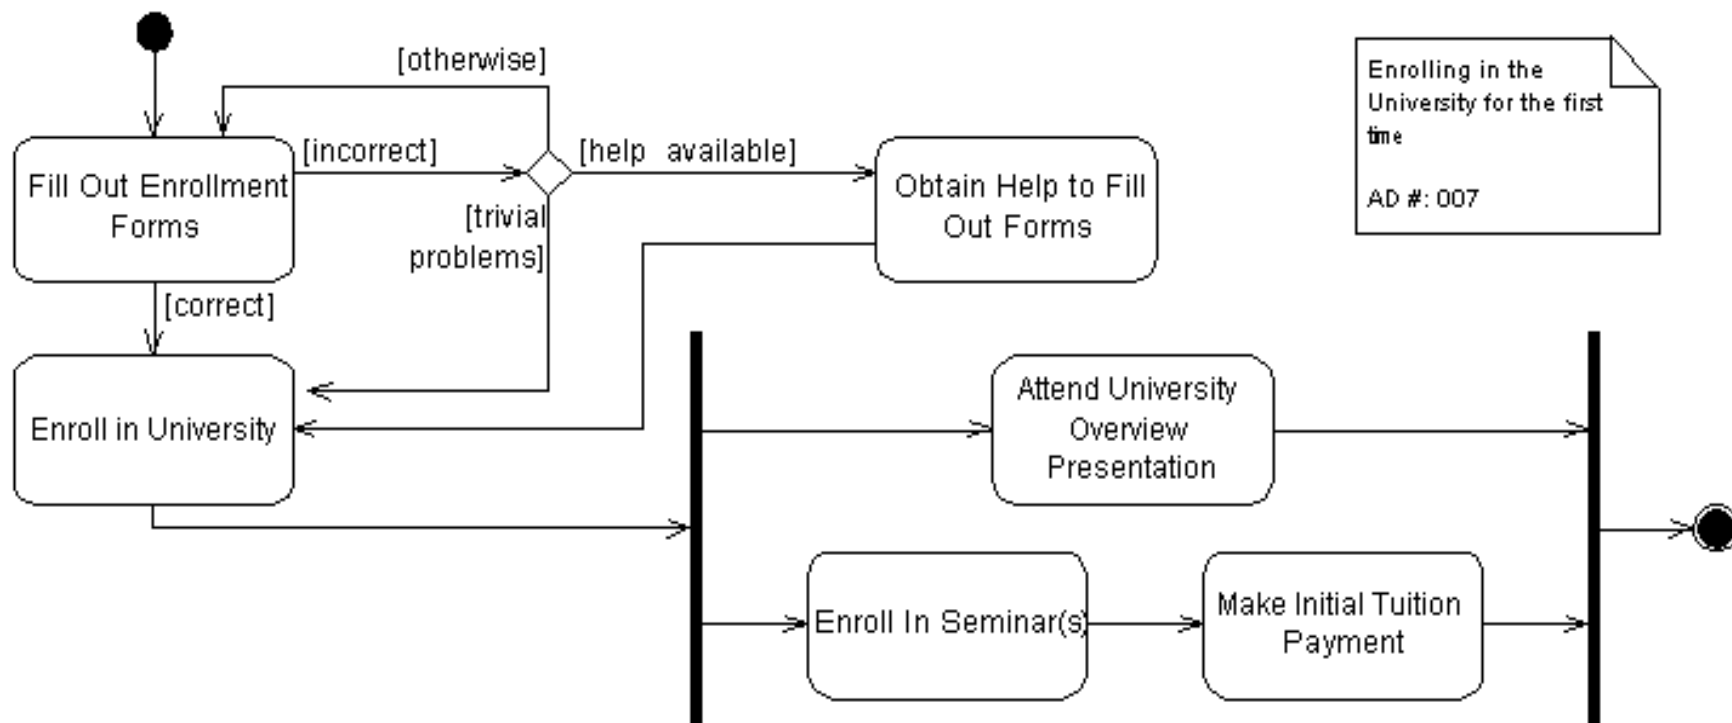 [otherwise]
Enrolling in the
University for the first
time
AD #: 007
[incorrect]
[help available]
Fill Out Enrollment
Forms
Obtain Help to Fill
Out Forms
[trivial
problems]
[correct]
Enroll in University
Attend University
Overview
Presentation
Enroll In Seminar(s)
Make Initial Tuition
Payment